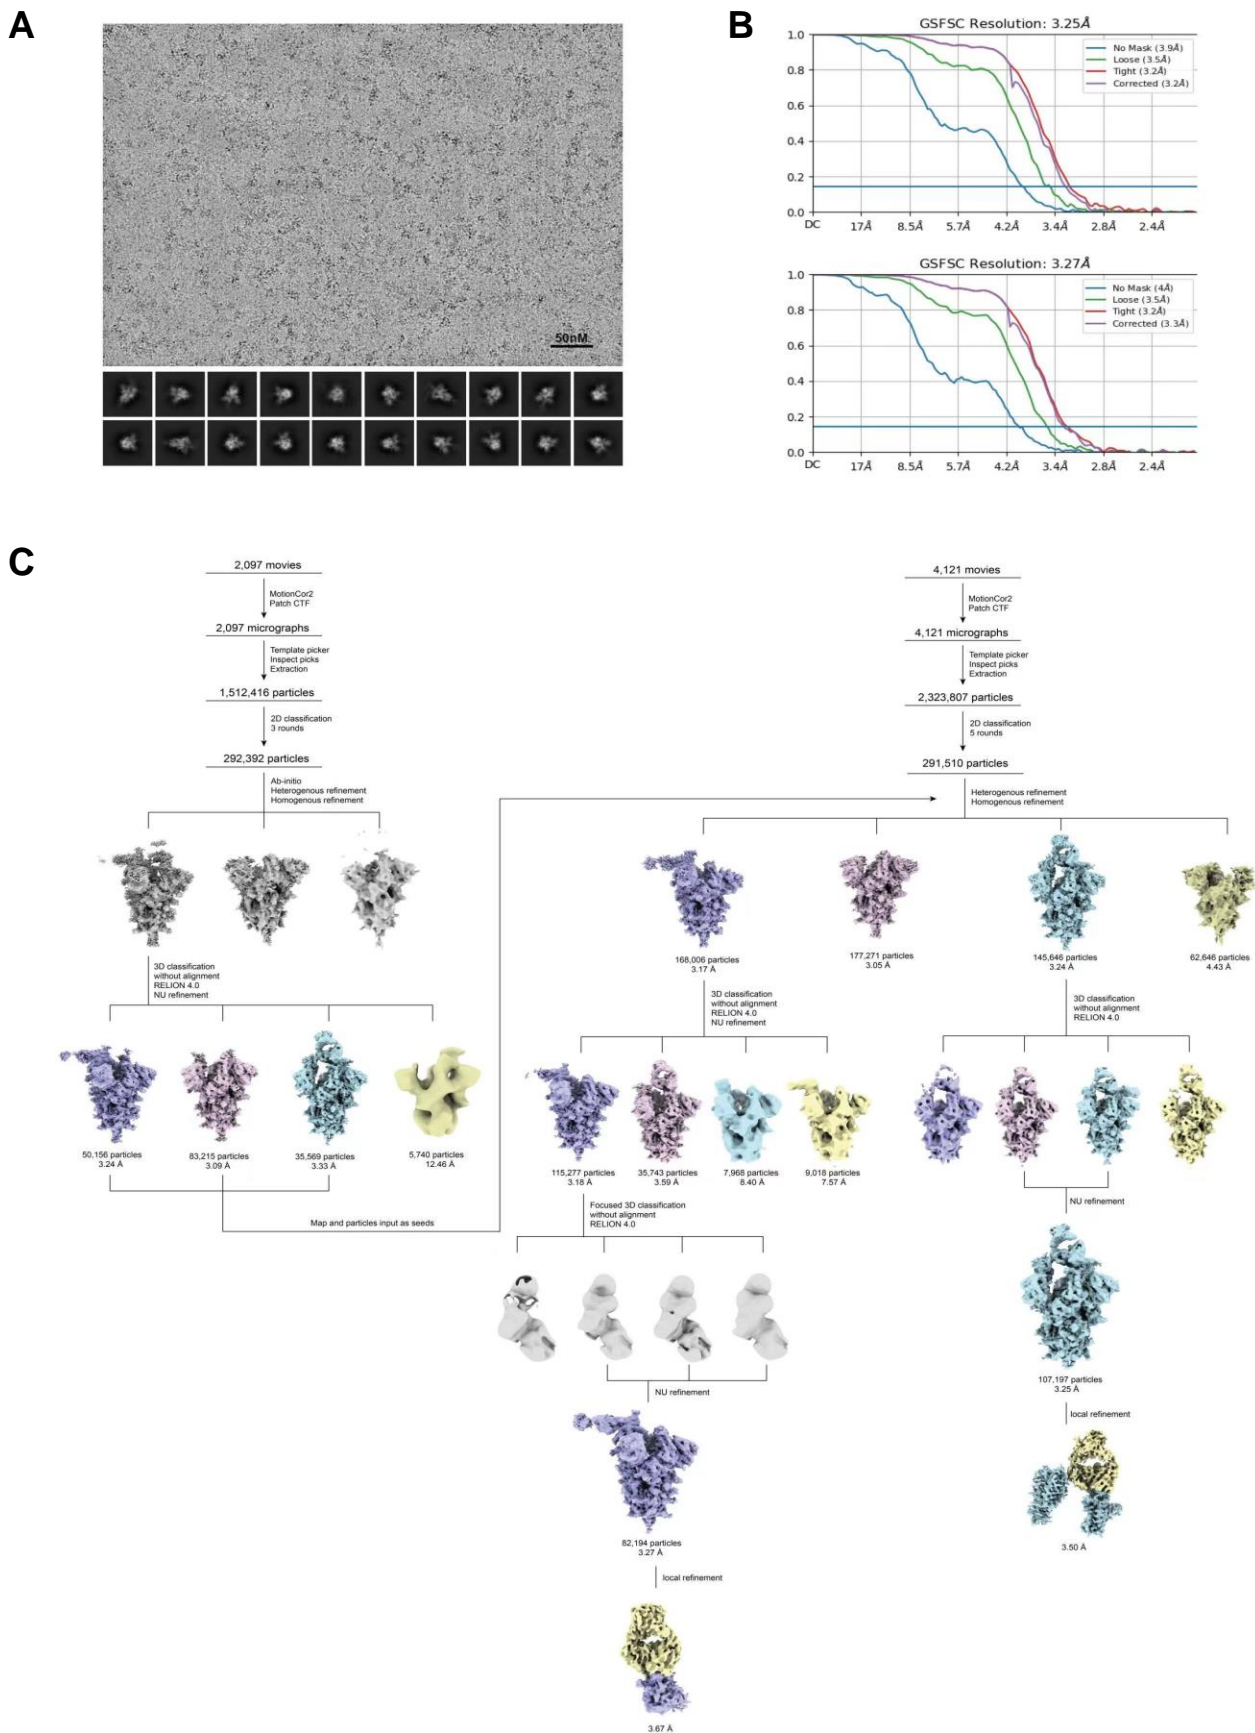 A
50nM
B
GSFSC Resolution: 3.25Å
1.0
0.8
0.6
0.4
0.2
0.0
DC
17Å
8.5Å
5.7Å
4.2Å
3.4Å
2.8Å
2.4Å
No Mask (3.9Å)
Loose (3.5Å)
Tight (3.2Å)
Corrected (3.2Å)
GSFSC Resolution: 3.27Å
1.0
0.8
0.6
0.4
0.2
0.0
DC
17Å
8.5Å
5.7Å
4.2Å
3.4Å
2.8Å
2.4Å
No Mask (4Å)
Loose (3.5Å)
Tight (3.2Å)
Corrected (3.3Å)
C
2,097 movies
MotionCor2
Patch CTF
2,097 micrographs
Template picker
Inspect picks
Extraction
1,512,416 particles
2D classification
3 rounds
292,392 particles
Ab-initio
Heterogenous refinement
Homogenous refinement
3D classification
without alignment
RELION 4.0
NU refinement
50,156 particles
3.24 Å
83,215 particles
3.09 Å
35,569 particles
3.33 Å
5,740 particles
12.46 Å
Map and particles input as seeds
4,121 movies
MotionCor2
Patch CTF
4,121 micrographs
Template picker
Inspect picks
Extraction
2,323,807 particles
2D classification
5 rounds
291,510 particles
Heterogenous refinement
Homogenous refinement
168,006 particles
3.17 Å
177,271 particles
3.05 Å
145,646 particles
3.24 Å
62,646 particles
4.43 Å
3D classification
without alignment
RELION 4.0
NU refinement
115,277 particles
3.18 Å
35,743 particles
3.59 Å
7,968 particles
8.40 Å
9,018 particles
7.57 Å
Focused 3D classification
without alignment
RELION 4.0
NU refinement
82,194 particles
3.27 Å
local refinement
3.67 Å
3D classification
without alignment
RELION 4.0
NU refinement
107,197 particles
3.25 Å
local refinement
3.50 Å